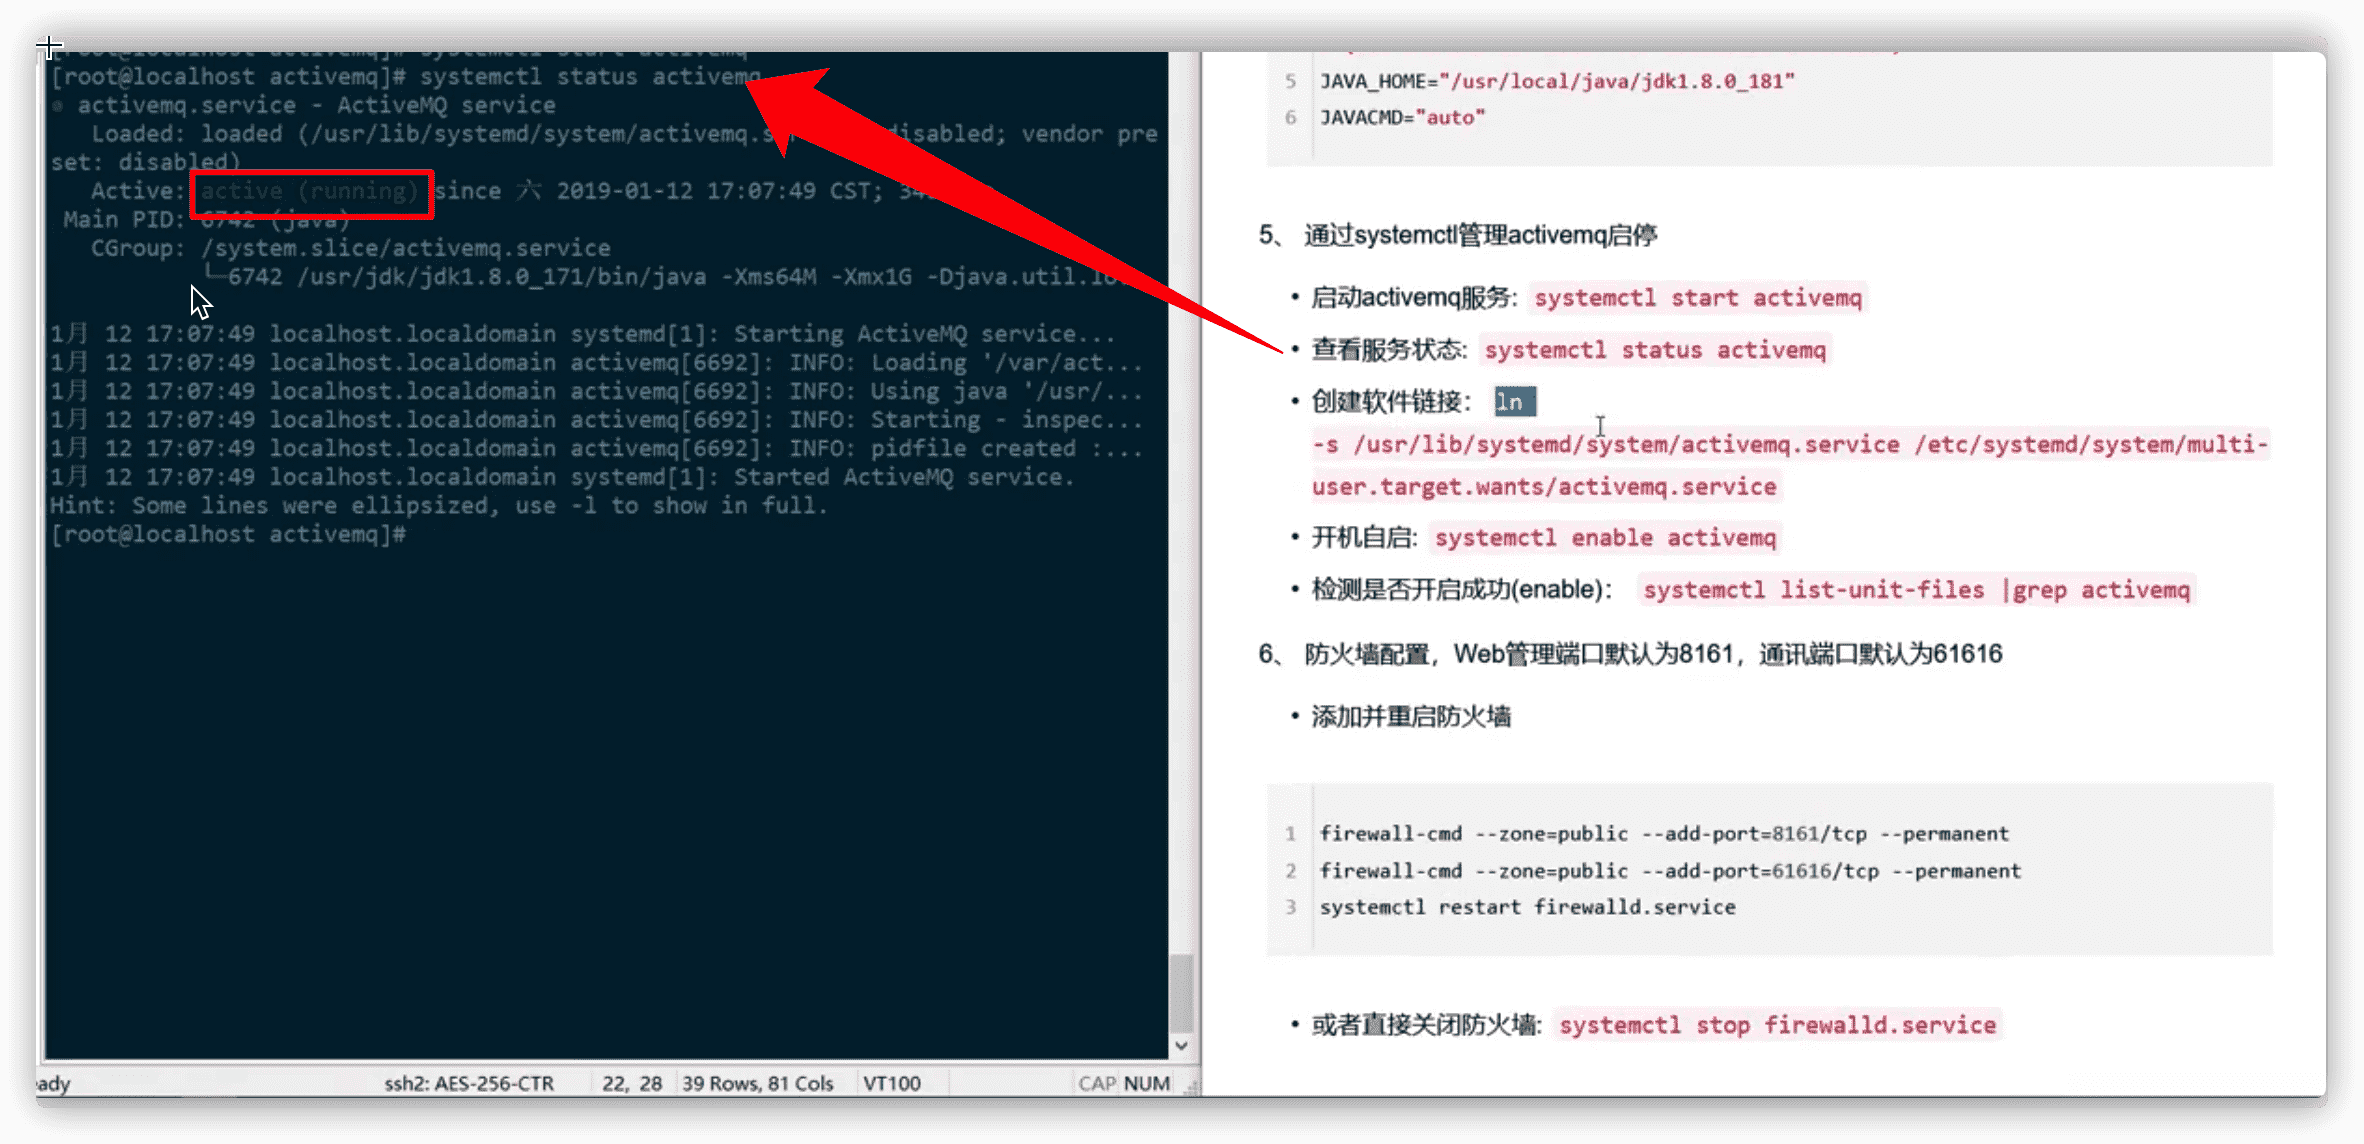 [root@localhost activemq]# systemctl start activemq
[root@localhost activemq]# systemctl status activemq
activemq.service - ActiveMQ service
Loaded: loaded (/usr/lib/systemd/system/activemq.s disabled; vendor pre
set: disabled)
Active: active (running) since 六 2019-01-12 17:07:49 CST;
Main PID: 6742 (java)
CGroup: /system.slice/activemq.service
└─6742 /usr/jdk/jdk1.8.0_171/bin/java -Xms64M -Xmx1G -Djava.util.lo...
1月 12 17:07:49 localhost.localdomain systemd[1]: Starting ActiveMQ service...
1月 12 17:07:49 localhost.localdomain activemq[6692]: INFO: Loading '/var/act...
1月 12 17:07:49 localhost.localdomain activemq[6692]: INFO: Using java '/usr/...
1月 12 17:07:49 localhost.localdomain activemq[6692]: INFO: Starting - inspec...
1月 12 17:07:49 localhost.localdomain activemq[6692]: INFO: pidfile created :...
1月 12 17:07:49 localhost.localdomain systemd[1]: Started ActiveMQ service.
Hint: Some lines were ellipsized, use -l to show in full.
[root@localhost activemq]#
ady ssh2: AES-256-CTR 22, 28 39 Rows, 81 Cols VT100 CAP NUM
5 JAVA_HOME="/usr/local/java/jdk1.8.0_181"
6 JAVACMD="auto"
5、 通过systemctl管理activemq启停
• 启动activemq服务: systemctl start activemq
• 查看服务状态: systemctl status activemq
• 创建软件链接： ln
-s /usr/lib/systemd/system/activemq.service /etc/systemd/system/multi-
user.target.wants/activemq.service
• 开机自启: systemctl enable activemq
• 检测是否开启成功(enable)： systemctl list-unit-files |grep activemq
6、 防火墙配置，Web管理端口默认为8161，通讯端口默认为61616
• 添加并重启防火墙
1 firewall-cmd --zone=public --add-port=8161/tcp --permanent
2 firewall-cmd --zone=public --add-port=61616/tcp --permanent
3 systemctl restart firewalld.service
• 或者直接关闭防火墙: systemctl stop firewalld.service